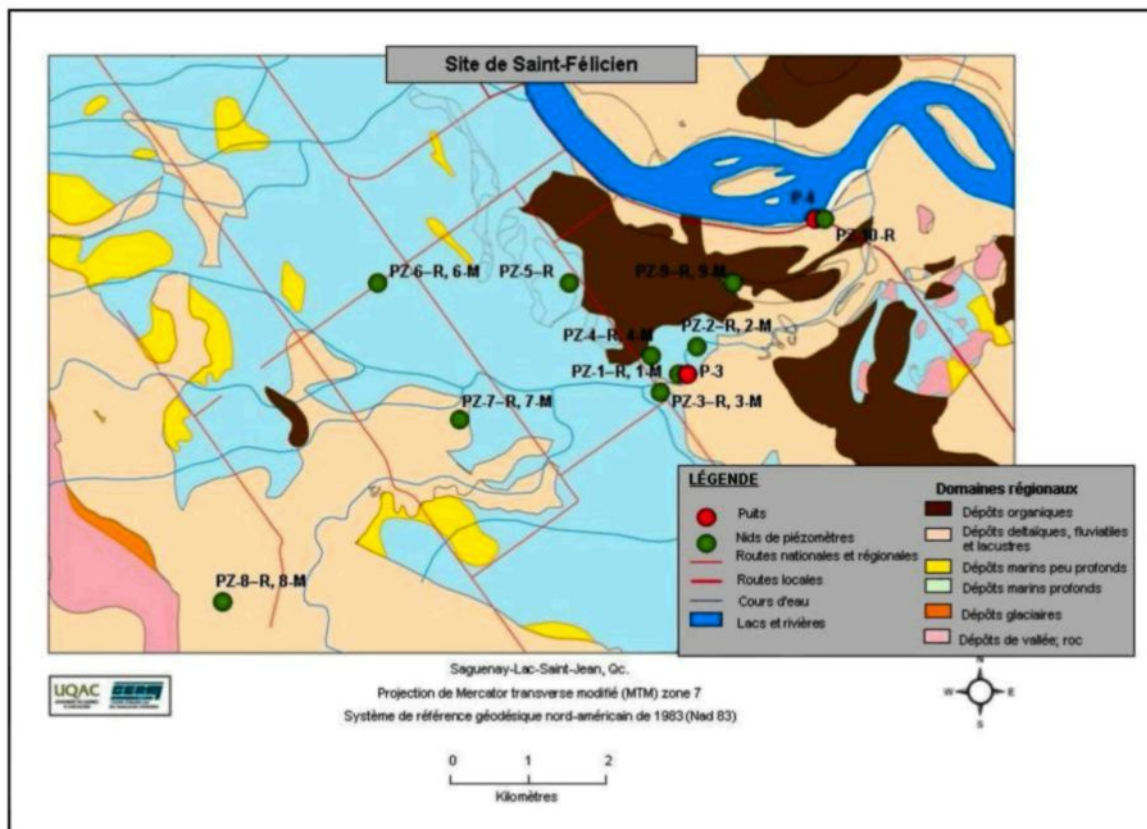 Site de Saint-Félicien
P-4
PZ-10-R
PZ-6–R, 6-M
PZ-5–R
PZ-9–R, 9-M
PZ-2–R, 2-M
PZ-4–R, 4-M
PZ-1–R, 1-M
P-3
PZ-3–R, 3-M
PZ-7–R, 7-M
PZ-8–R, 8-M
LÉGENDE
Puits
Nids de piézomètres
Routes nationales et régionales
Routes locales
Cours d'eau
Lacs et rivières
Domaines régionaux
Dépôts organiques
Dépôts deltaïques, fluviatiles
et lacustres
Dépôts marins peu profonds
Dépôts marins profonds
Dépôts glaciaires
Dépôts de vallée; roc
Saguenay-Lac-Saint-Jean, Qc.
Projection de Mercator transverse modifié (MTM) zone 7
Système de référence géodésique nord-américain de 1983 (Nad 83)
UQAC
CERM
N
W
E
S
0 1 2
Kilomètres